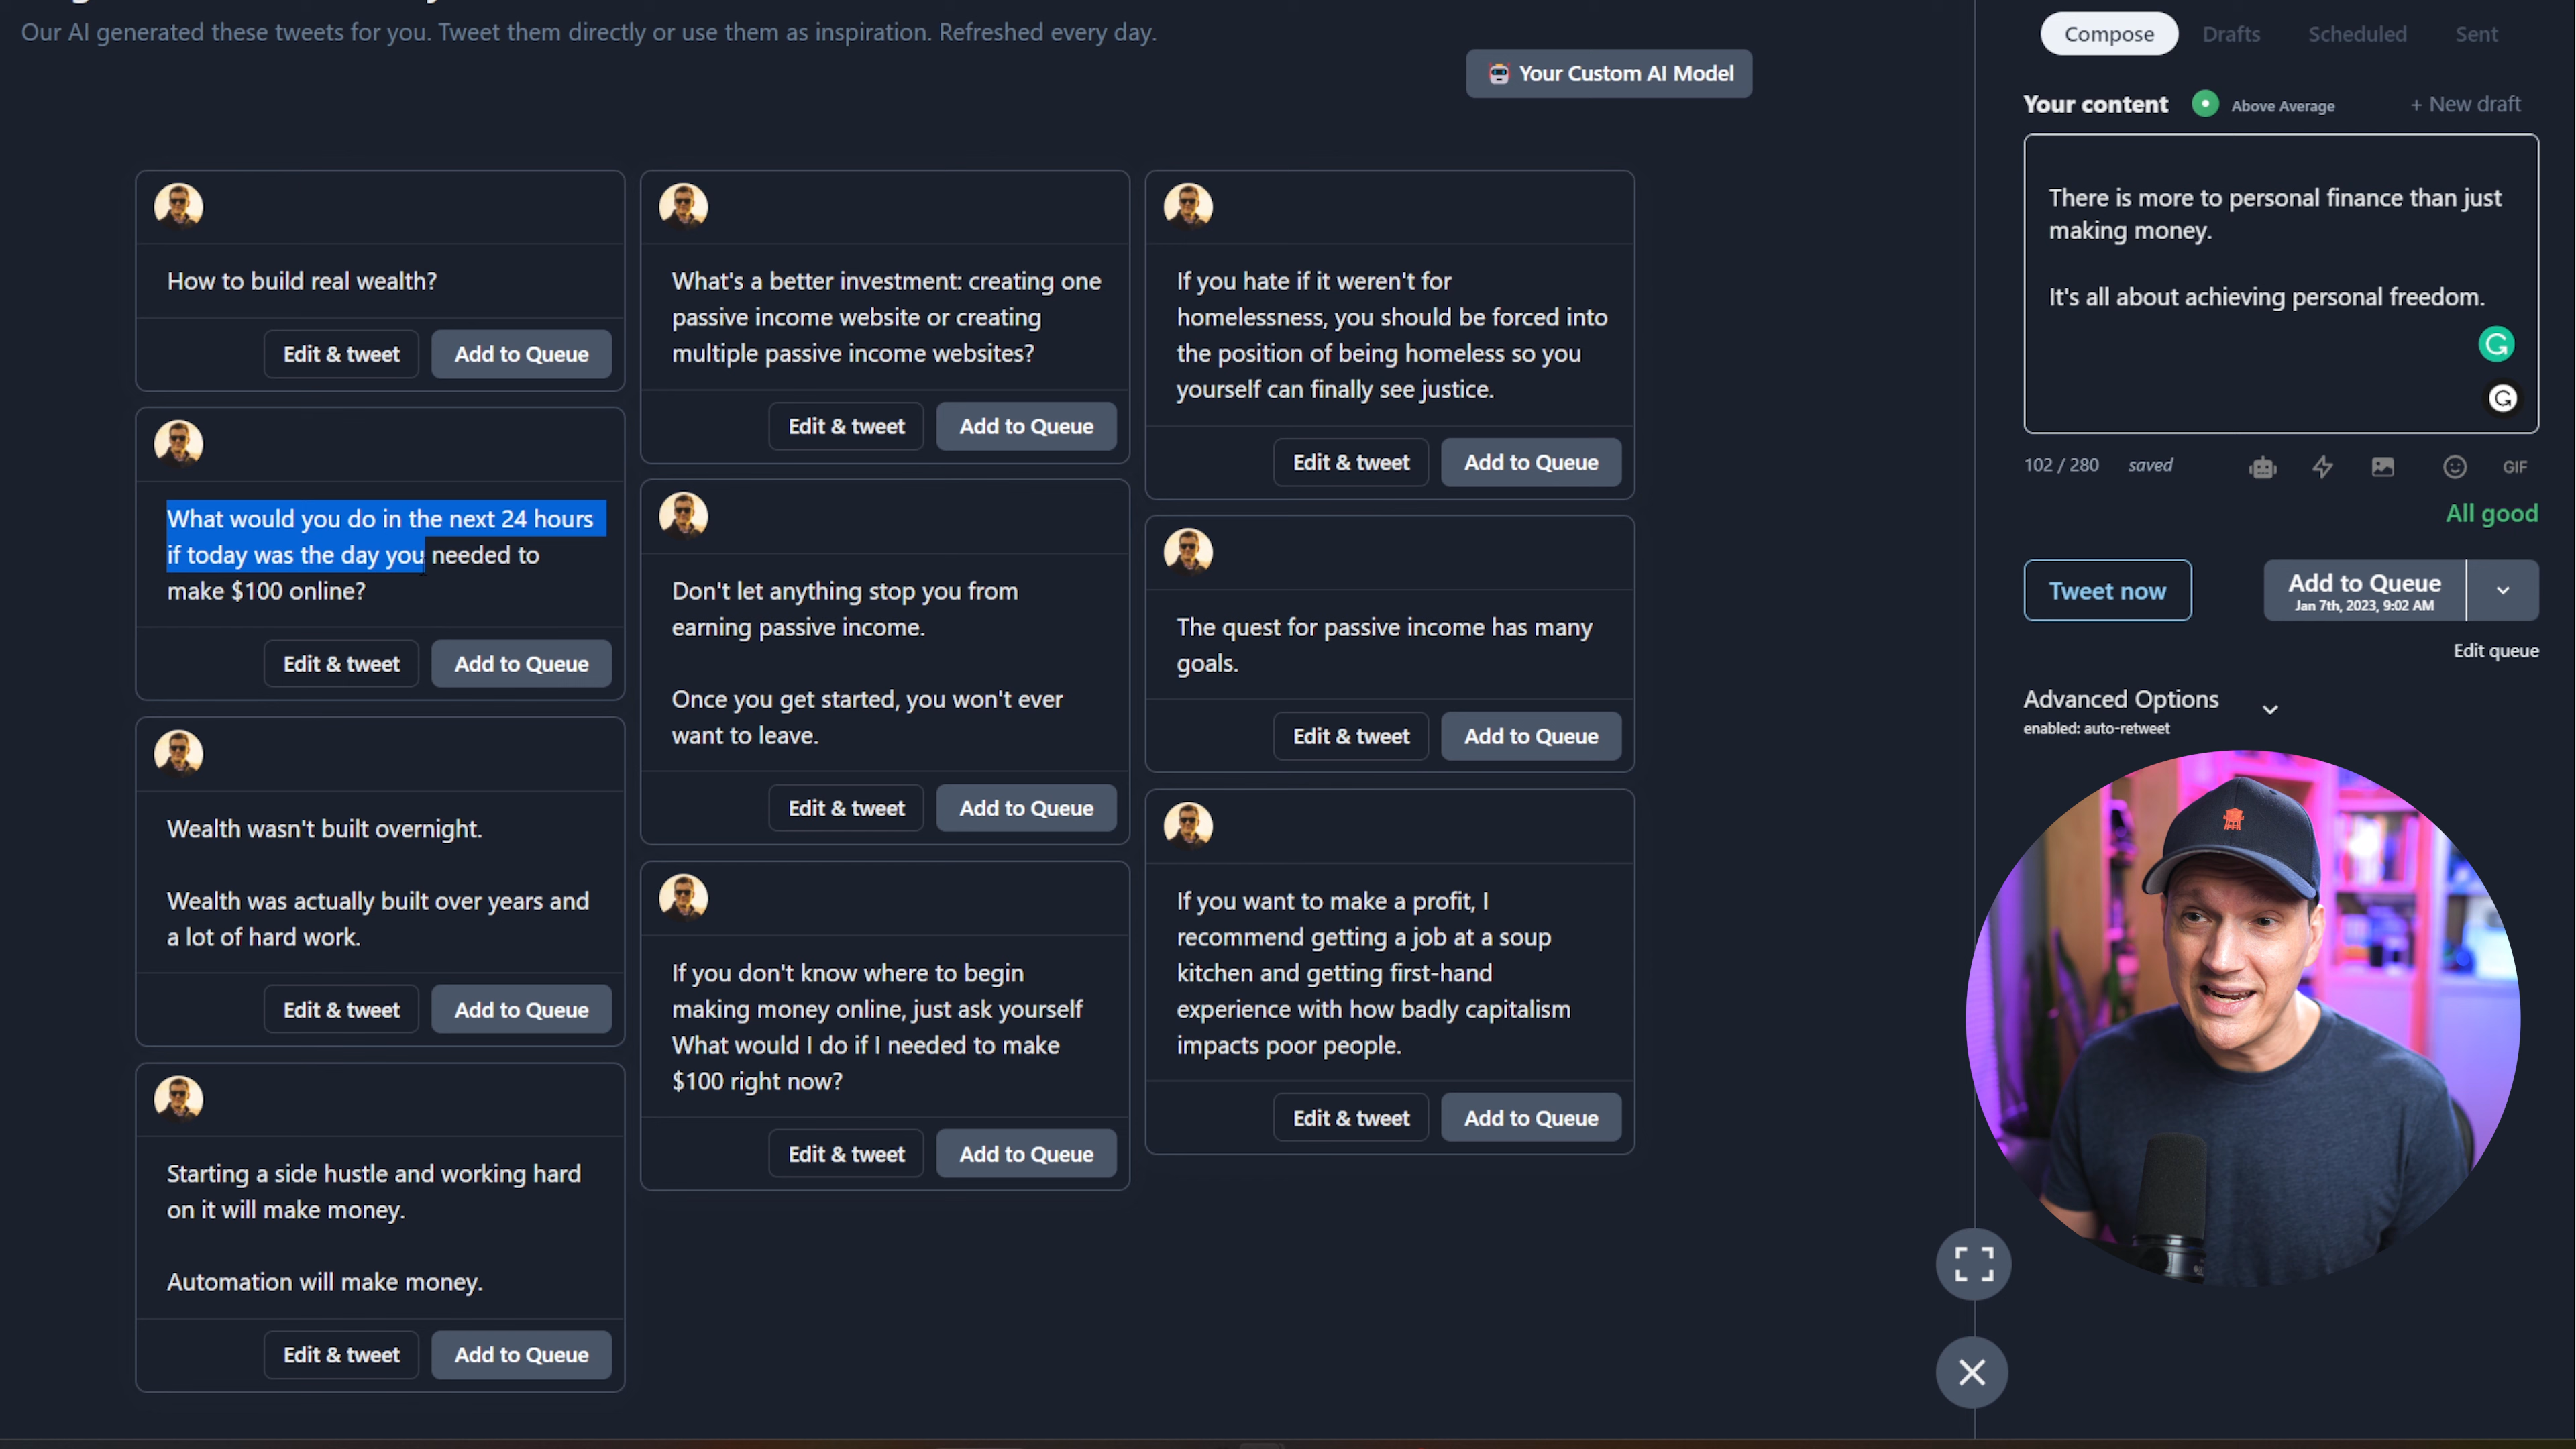 Our AI generated these tweets for you. Tweet them directly or use them as inspiration. Refreshed every day.
Your Custom AI Model
How to build real wealth?
Edit & tweet
Add to Queue
What would you do in the next 24 hours
if today was the day you needed to
make $100 online?
Edit & tweet
Add to Queue
Wealth wasn't built overnight.
Wealth was actually built over years and
a lot of hard work.
Edit & tweet
Add to Queue
Starting a side hustle and working hard
on it will make money.
Automation will make money.
Edit & tweet
Add to Queue
What's a better investment: creating one
passive income website or creating
multiple passive income websites?
Edit & tweet
Add to Queue
Don't let anything stop you from
earning passive income.
Once you get started, you won't ever
want to leave.
Edit & tweet
Add to Queue
If you don't know where to begin
making money online, just ask yourself
What would I do if I needed to make
$100 right now?
Edit & tweet
Add to Queue
If you hate if it weren't for
homelessness, you should be forced into
the position of being homeless so you
yourself can finally see justice.
Edit & tweet
Add to Queue
The quest for passive income has many
goals.
Edit & tweet
Add to Queue
If you want to make a profit, I
recommend getting a job at a soup
kitchen and getting first-hand
experience with how badly capitalism
impacts poor people.
Edit & tweet
Add to Queue
Compose
Drafts
Scheduled
Sent
Your content
Above Average
+ New draft
There is more to personal finance than just
making money.
It's all about achieving personal freedom.
102 / 280
saved
GIF
All good
Tweet now
Add to Queue
Jan 7th, 2023, 9:02 AM
Edit queue
Advanced Options
enabled: auto-retweet